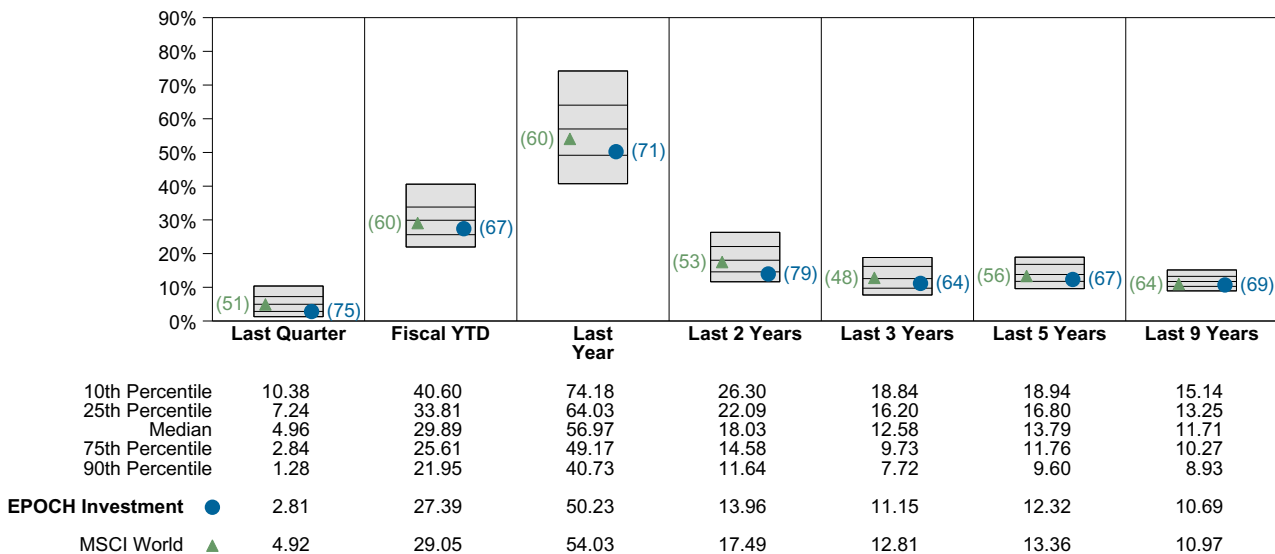 90%
80%
70%
60%
50%
40%
30%
20%
10%
0%
(51) (75)
(60) (67)
(60) (71)
(53) (79)
(48) (64)
(56) (67)
(64) (69)
Last Quarter Fiscal YTD Last Year Last 2 Years Last 3 Years Last 5 Years Last 9 Years
10th Percentile 10.38 40.60 74.18 26.30 18.84 18.94 15.14
25th Percentile 7.24 33.81 64.03 22.09 16.20 16.80 13.25
Median 4.96 29.89 56.97 18.03 12.58 13.79 11.71
75th Percentile 2.84 25.61 49.17 14.58 9.73 11.76 10.27
90th Percentile 1.28 21.95 40.73 11.64 7.72 9.60 8.93
EPOCH Investment 2.81 27.39 50.23 13.96 11.15 12.32 10.69
MSCI World 4.92 29.05 54.03 17.49 12.81 13.36 10.97